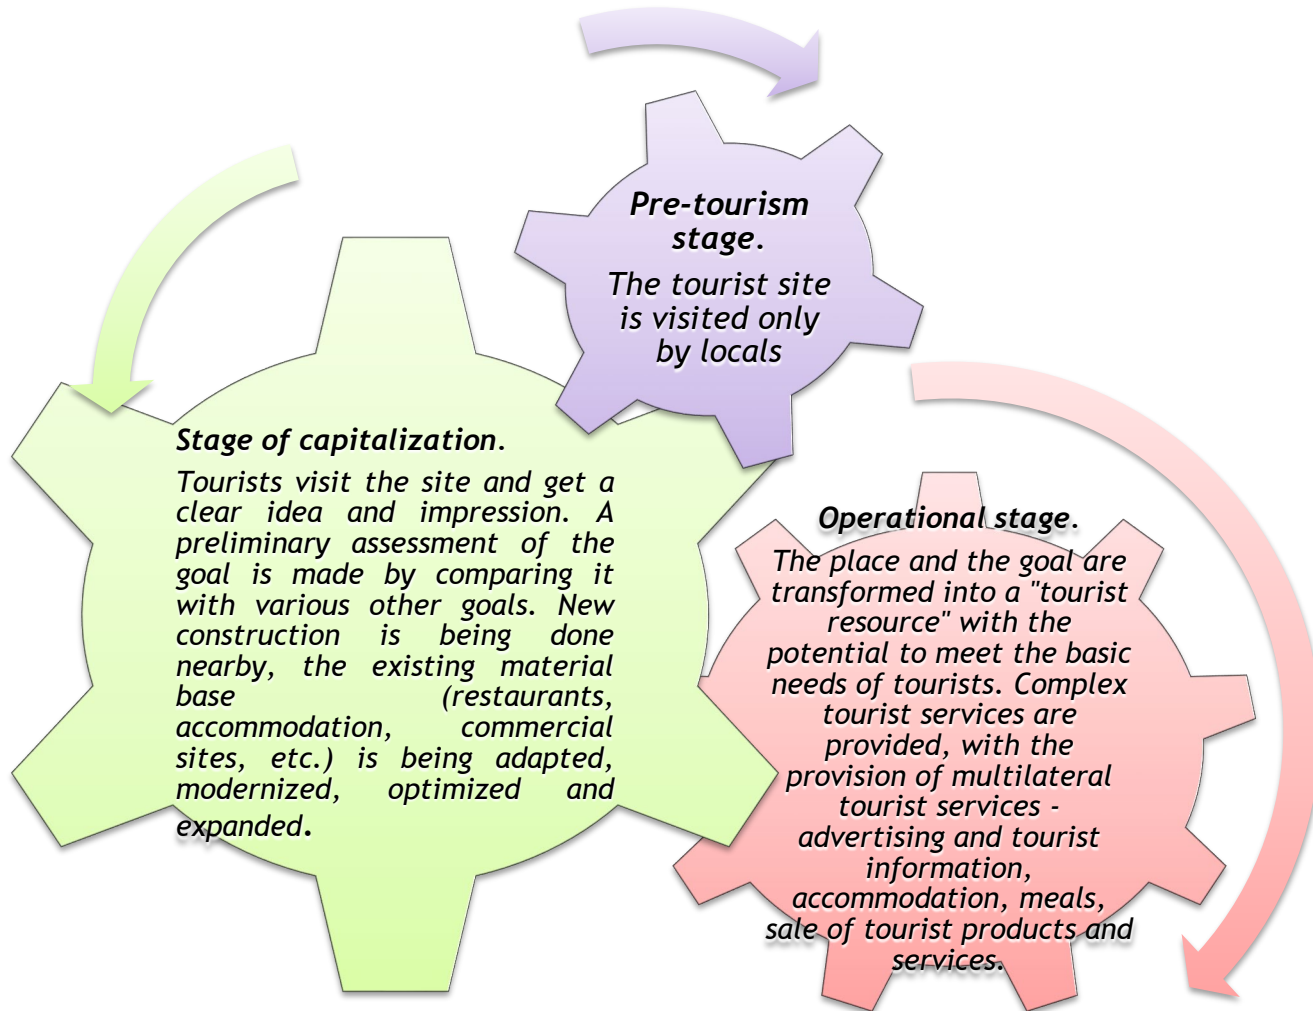 Pre-tourism
stage.
The tourist site
is visited only
by locals
Stage of capitalization.
Tourists visit the site and get a
clear idea and impression. A
preliminary assessment of the
goal is made by comparing it
with various other goals. New
construction is being done
nearby, the existing material
base (restaurants,
accommodation, commercial
sites, etc.) is being adapted,
modernized, optimized and
expanded.
Operational stage.
The place and the goal are
transformed into a "tourist
resource" with the
potential to meet the basic
needs of tourists. Complex
tourist services are
provided, with the
provision of multilateral
tourist services -
advertising and tourist
information,
accommodation, meals,
sale of tourist products and
services.